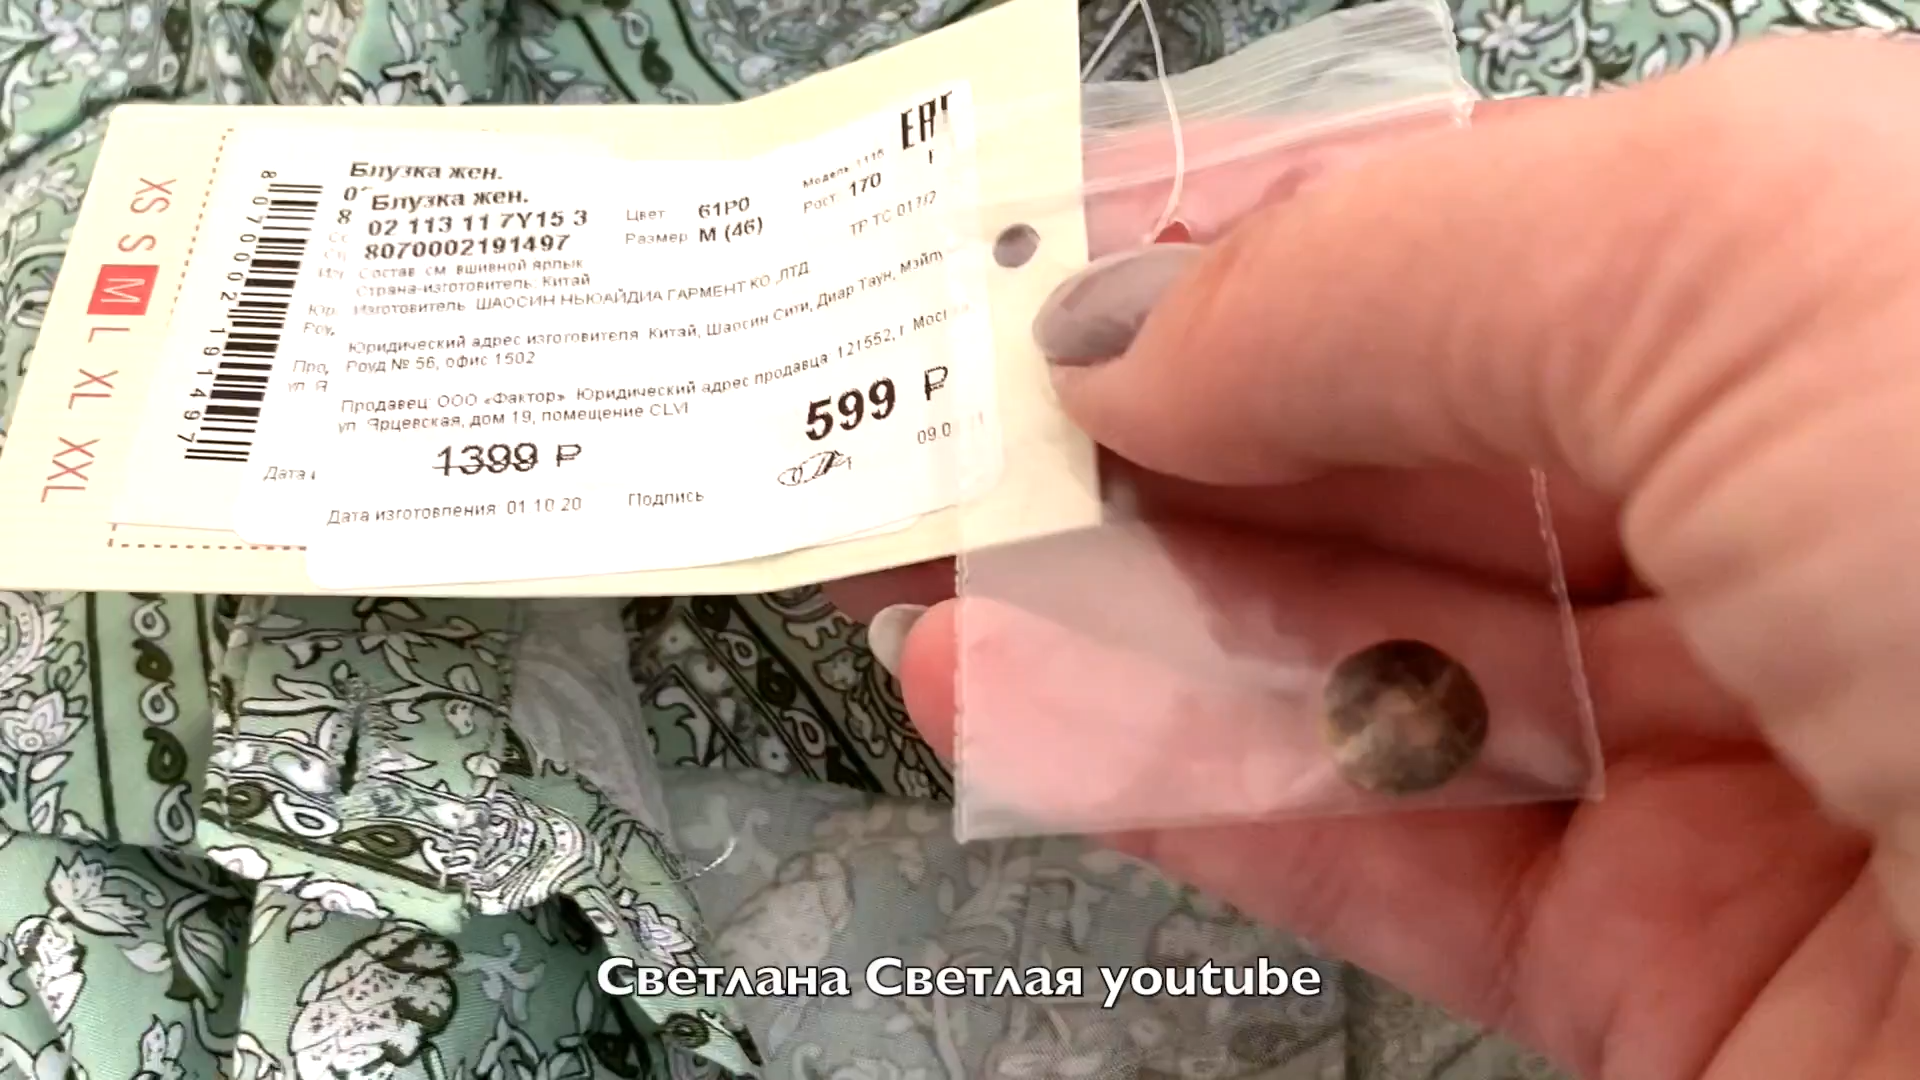 XS S M L XL XXL
8 070002 191497
Блузка жен.
Блузка жен.
02 113 11 7Y15 3
8070002191497
Цвет 61P0
Размер M (46)
Модель
Рост 170
ТР ТС 017/2
EAC
Состав см. вшивной ярлык
Страна-изготовитель: Китай
Изготовитель: ШАОСИН НЬЮАЙДИА ГАРМЕНТ КО.,ЛТД
Юридический адрес изготовителя: Китай, Шаосин Сити, Диар Таун,
Роуд № 56, офис 1502
Продавец: ООО «Фактор» Юридический адрес продавца: 121552, г.
ул. Ярцевская, дом 19, помещение CLVI
1399 ₽
599 ₽
Дата изготовления 01.10.20 Подпись
Светлана Светлая youtube